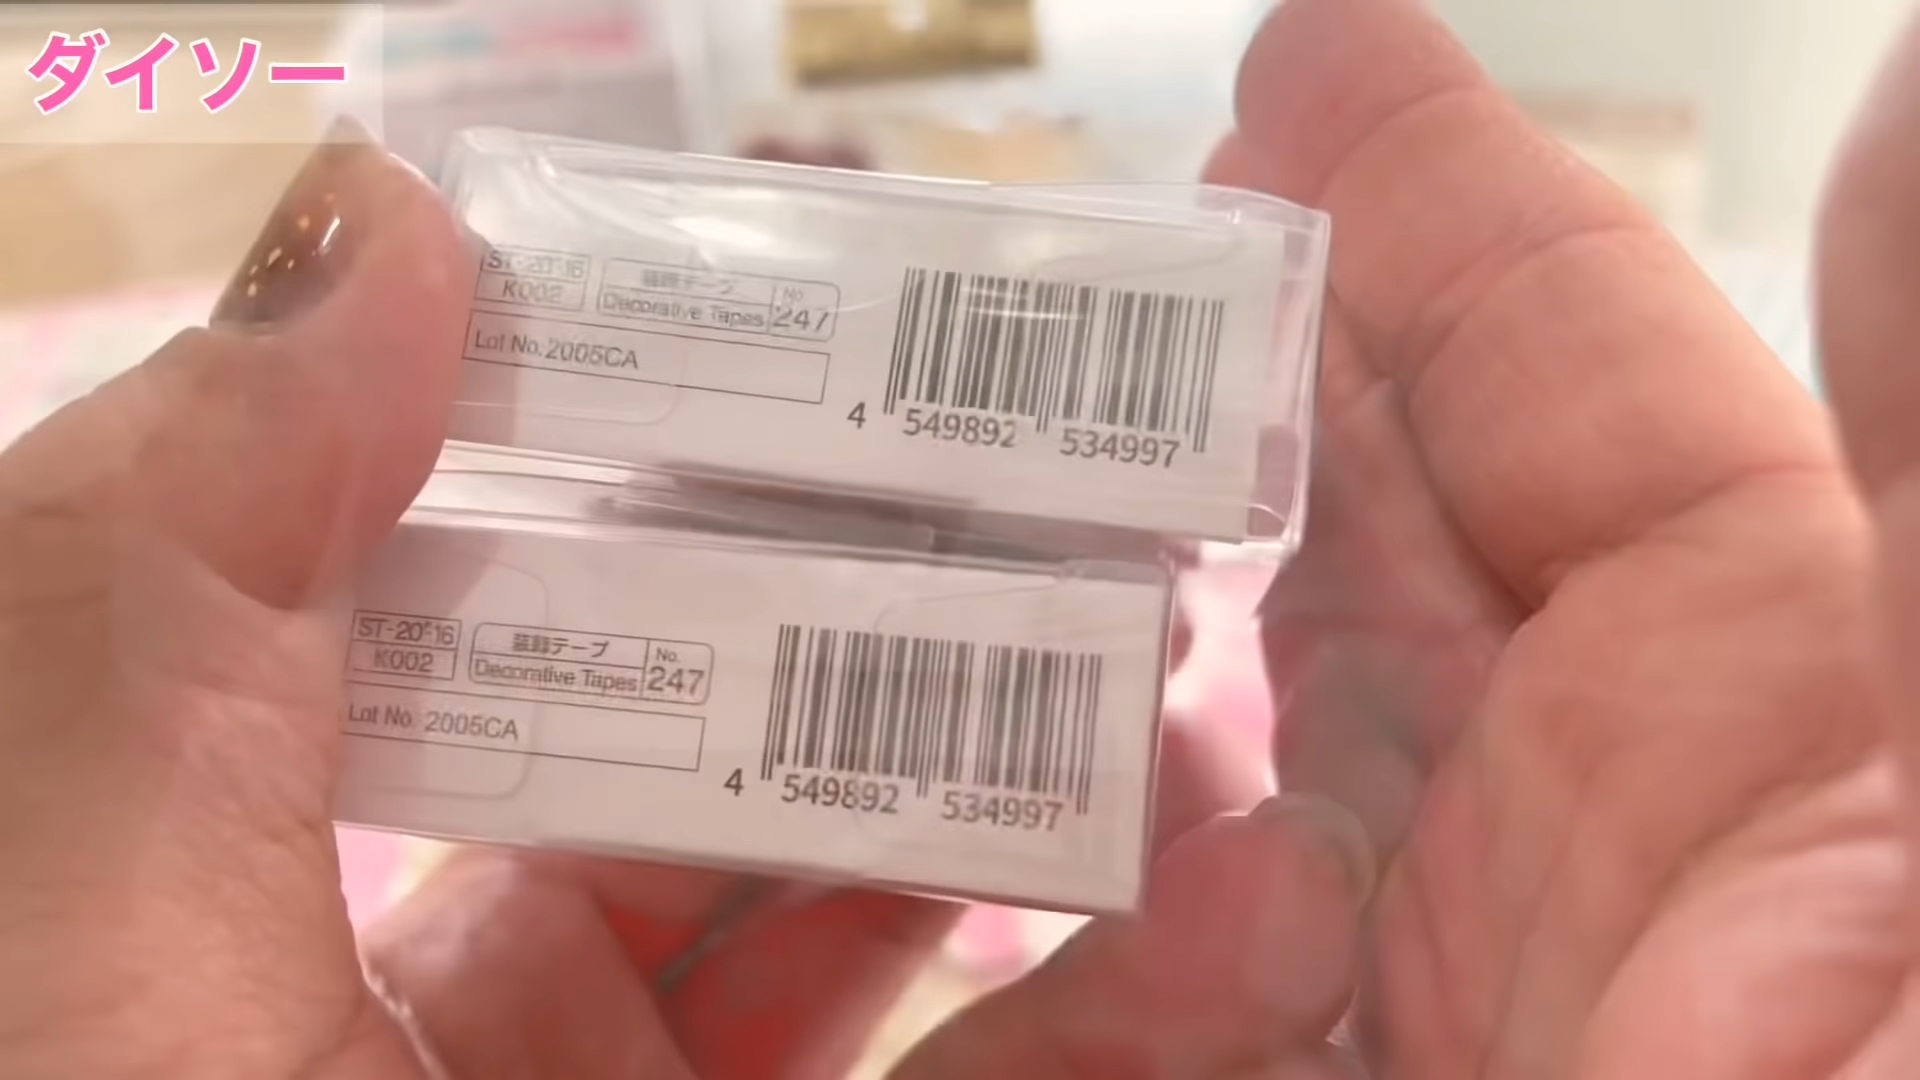 ダイソー
ST-20-16
K002
装飾テープ
Decorative Tapes
No.
247
Lot No.2005CA
4 549892 534997
ST-20-16
K002
装飾テープ
Decorative Tapes
No.
247
Lot No. 2005CA
4 549892 534997